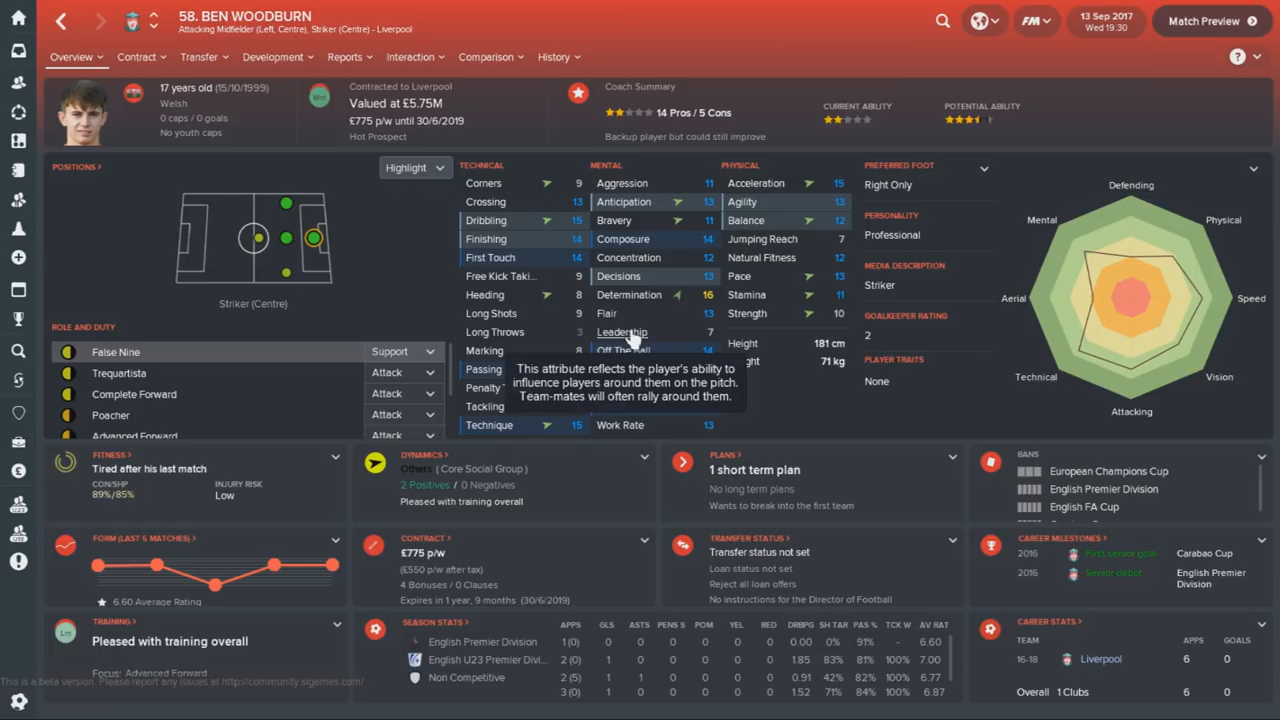 58. BEN WOODBURN
Attacking Midfielder (Left, Centre), Striker (Centre) - Liverpool
FM
13 Sep 2017
Wed 19:30
Match Preview
Overview
Contract
Transfer
Development
Reports
Interaction
Comparison
History
?
17 years old (15/10/1999)
Welsh
0 caps / 0 goals
No youth caps
Wnt
Contracted to Liverpool
Valued at £5.75M
£775 p/w until 30/6/2019
Hot Prospect
Coach Summary
14 Pros / 5 Cons
Backup player but could still improve
CURRENT ABILITY
POTENTIAL ABILITY
POSITIONS >
Highlight
Striker (Centre)
ROLE AND DUTY
False Nine Support
Trequartista Attack
Complete Forward Attack
Poacher Attack
Advanced Forward Attack
TECHNICAL
Corners 9
Crossing 13
Dribbling 15
Finishing 14
First Touch 14
Free Kick Taki... 9
Heading 8
Long Shots 9
Long Throws 3
Marking 8
Passing
Penalty
Tackling
Technique 15
MENTAL
Aggression 11
Anticipation 13
Bravery 11
Composure 14
Concentration 12
Decisions 13
Determination 16
Flair 13
Leadership 7
Off The Ball 14
Work Rate 13
This attribute reflects the player's ability to
influence players around them on the pitch.
Team-mates will often rally around them.
PHYSICAL
Acceleration 15
Agility 13
Balance 12
Jumping Reach 7
Natural Fitness 12
Pace 13
Stamina 11
Strength 10
Height 181 cm
ght 71 kg
PREFERRED FOOT
Right Only
PERSONALITY
Professional
MEDIA DESCRIPTION
Striker
GOALKEEPER RATING
2
PLAYER TRAITS
None
Defending
Physical
Speed
Vision
Attacking
Technical
Aerial
Mental
FITNESS >
Tired after his last match
CON/SHP
89%/85%
INJURY RISK
Low
DYNAMICS >
Others ( Core Social Group )
2 Positives / 0 Negatives
Pleased with training overall
PLANS >
1 short term plan
No long term plans
Wants to break into the first team
BANS
European Champions Cup
English Premier Division
English FA Cup
FORM (LAST 5 MATCHES) >
6.60 Average Rating
CONTRACT >
£775 p/w
(£550 p/w after tax)
4 Bonuses / 0 Clauses
Expires in 1 year, 9 months (30/6/2019)
TRANSFER STATUS >
Transfer status not set
Loan status not set
Reject all loan offers
No instructions for the Director of Football
CAREER MILESTONES >
2016 First senior goal Carabao Cup
2016 Senior debut English Premier
Division
TRAINING >
Pleased with training overall
Focus: Advanced Forward
This is a beta version. Please report any issues at http://community.sigames.com/
SEASON STATS > APPS GLS ASTS PENS S POM YEL RED DRBPG SH TAR PAS % TCK W AV RAT
English Premier Division 1 (0) 0 0 0 0 0 0 0.00 0% 91% - 6.60
English U23 Premier Divi... 2 (0) 1 0 0 0 0 0 1.85 83% 81% 100% 7.00
Non Competitive 2 (5) 1 1 0 0 0 0 0.91 42% 82% 100% 6.77
3 (0) 1 0 0 0 0 0 1.52 71% 84% 100% 6.87
CAREER STATS >
TEAM APPS GOALS
16-18 Liverpool 6 0
Overall 1 Clubs 6 0